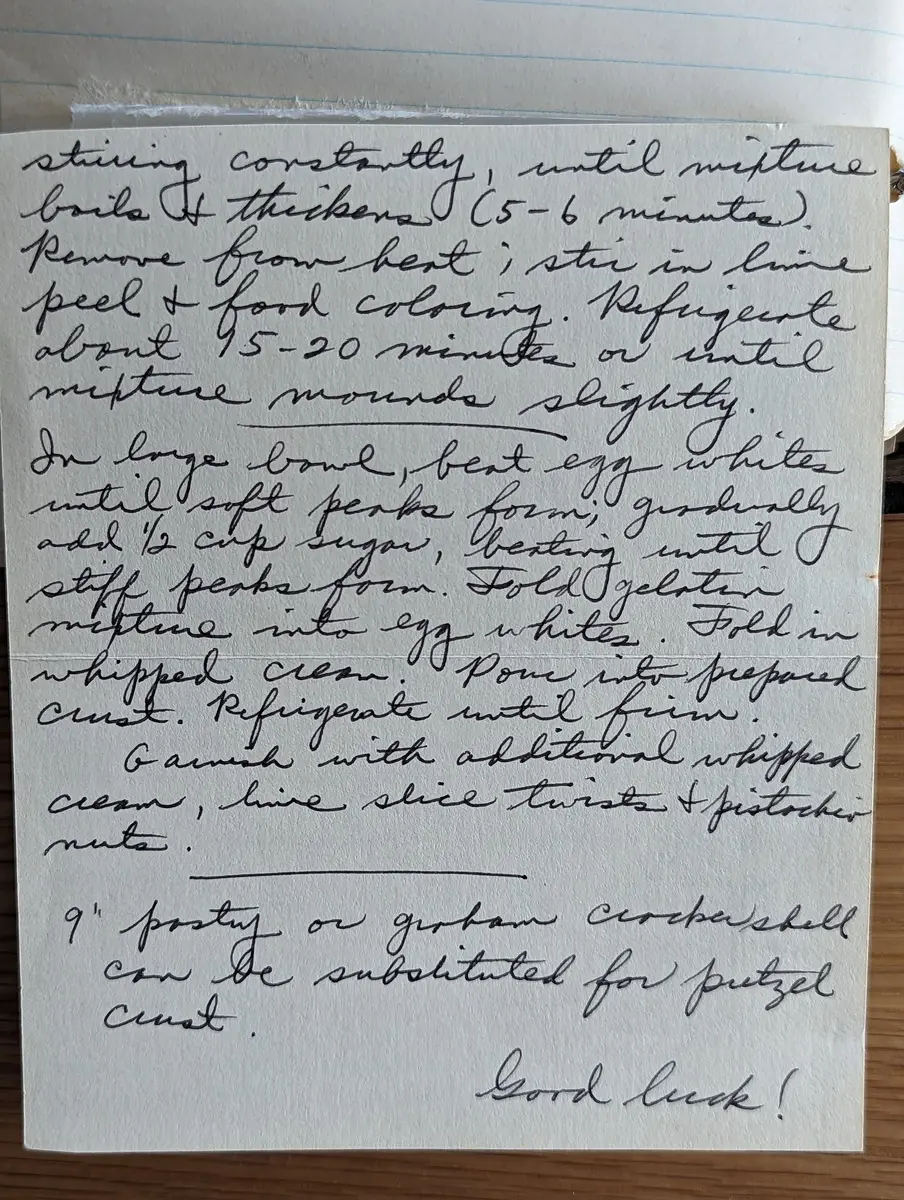 stirring constantly, until mixture
boils & thickens (5-6 minutes).
Remove from heat; stir in lime
peel & food coloring. Refrigerate
about 15-20 minutes or until
mixture mounds slightly.
In large bowl, beat egg whites
until soft peaks form; gradually
add 1/2 cup sugar, beating until
stiff peaks form. Fold gelatin
mixture into egg whites. Fold in
whipped cream. Pour into prepared
crust. Refrigerate until firm.
Garnish with additional whipped
cream, lime slice twists & pistachio
nuts.
9" pastry or graham cracker shell
can be substituted for pretzel
crust.
Good luck!